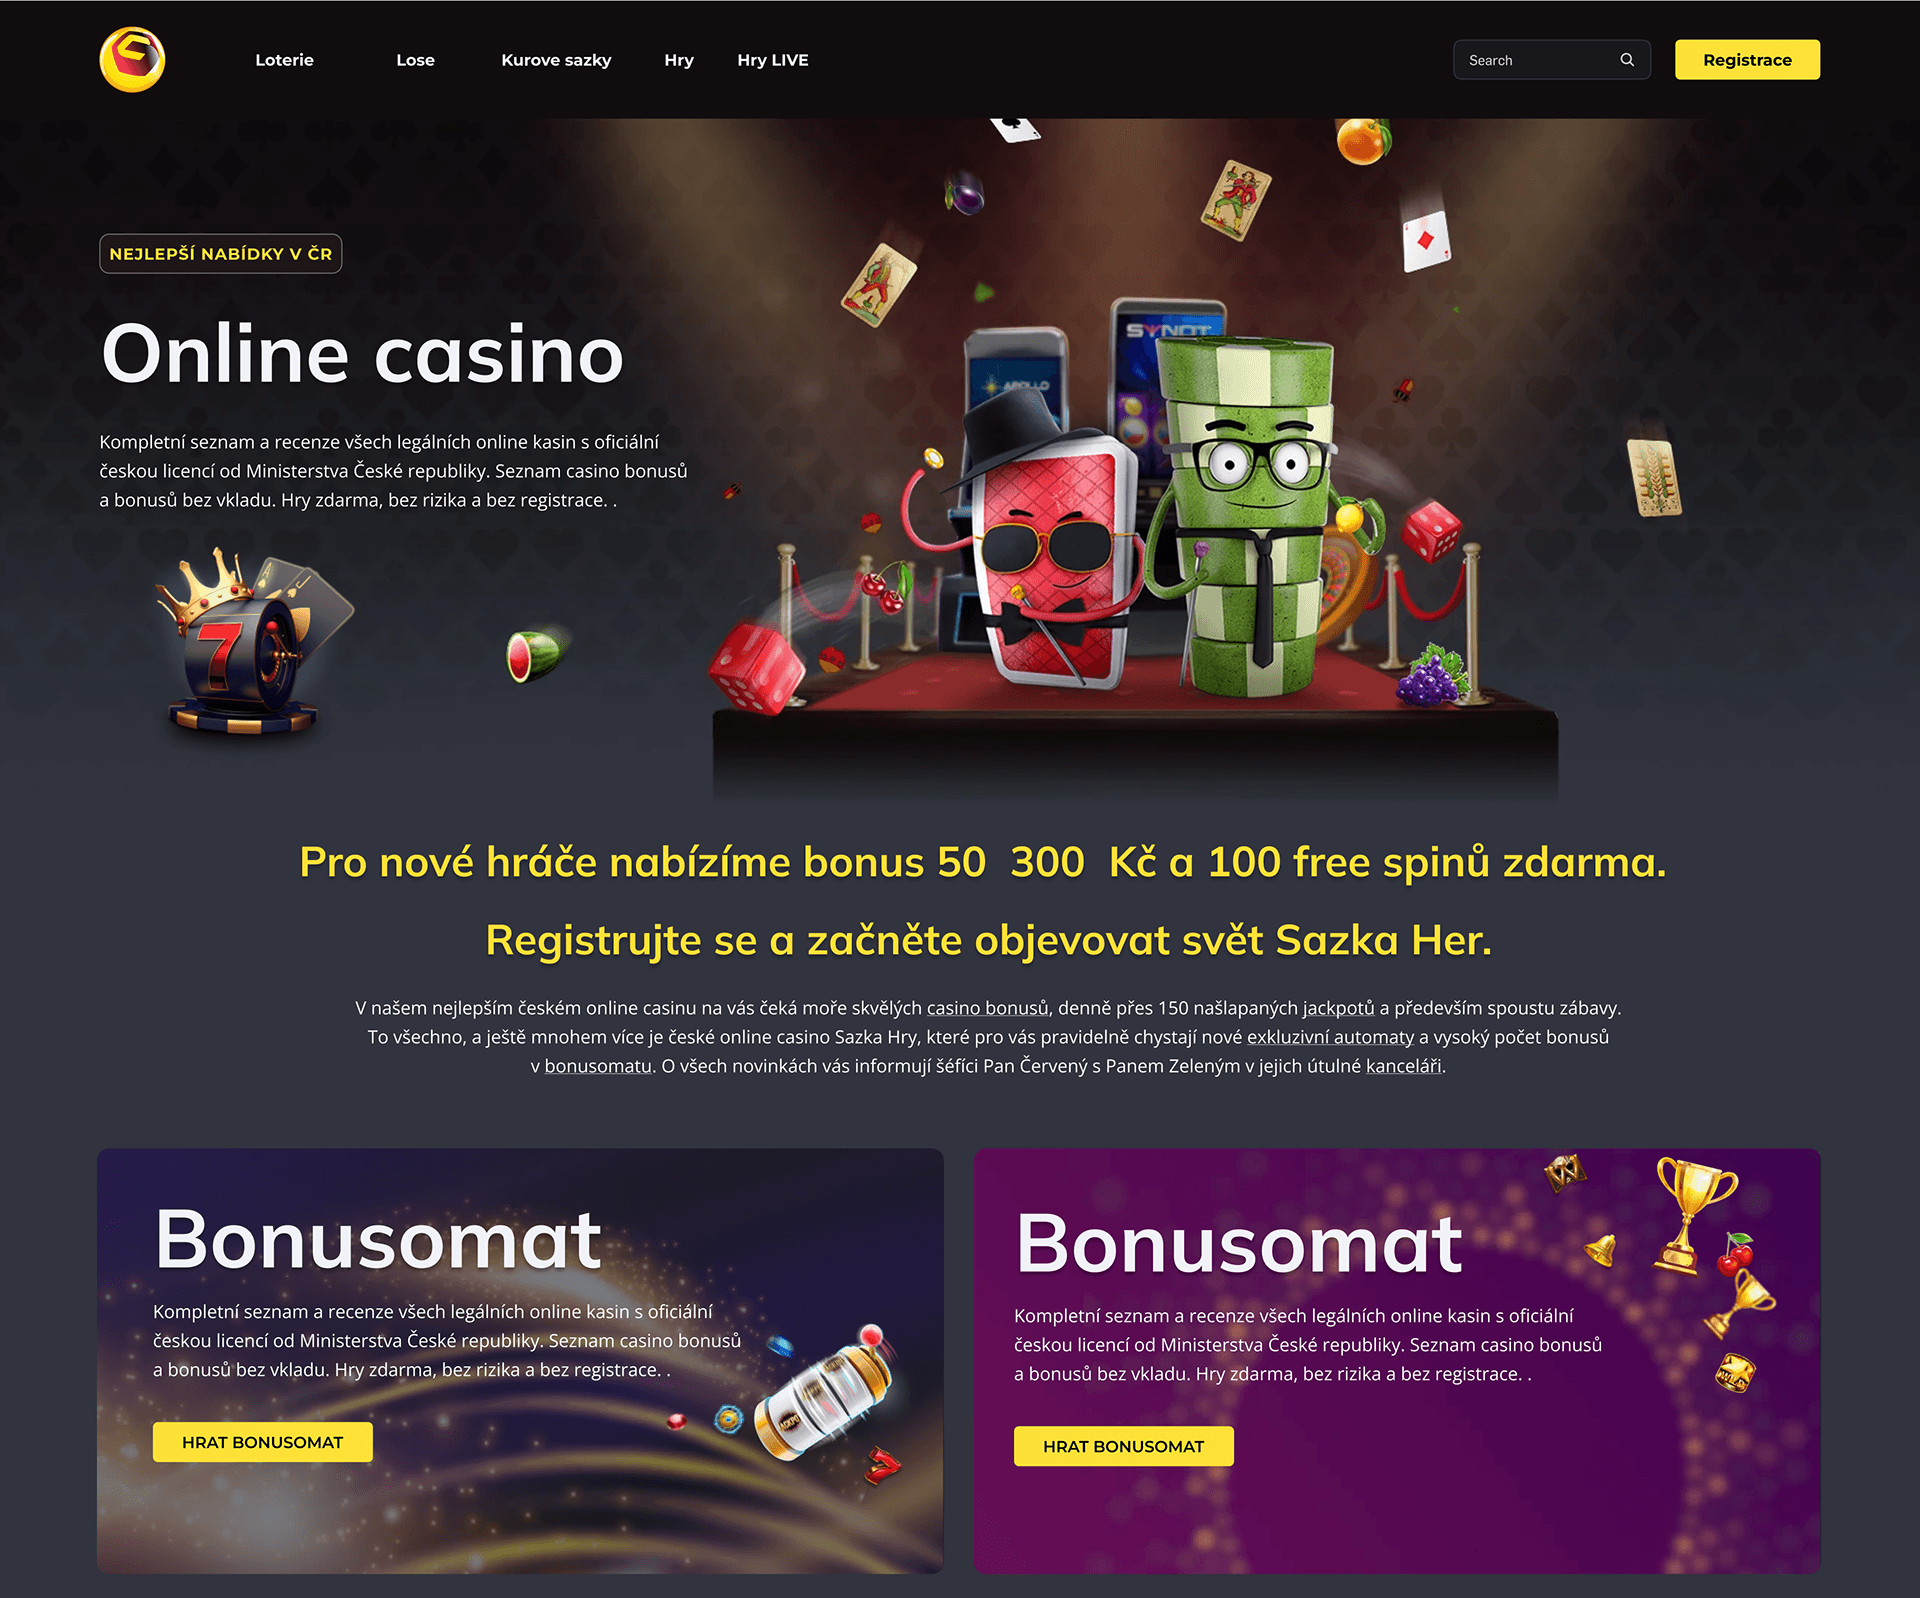 Loterie
Lose
Kurove sazky
Hry
Hry LIVE
Search
Registrace
NEJLEPŠÍ NABÍDKY V ČR
Online casino
Kompletní seznam a recenze všech legálních online kasin s oficiální
českou licencí od Ministerstva České republiky. Seznam casino bonusů
a bonusů bez vkladu. Hry zdarma, bez rizika a bez registrace. .
SYNOT
APOLLO
7
Pro nové hráče nabízíme bonus 50  300  Kč a 100 free spinů zdarma.
Registrujte se a začněte objevovat svět Sazka Her.
V našem nejlepším českém online casinu na vás čeká moře skvělých casino bonusů, denně přes 150 našlapaných jackpotů a především spoustu zábavy.
To všechno, a ještě mnohem více je české online casino Sazka Hry, které pro vás pravidelně chystají nové exkluzivní automaty a vysoký počet bonusů
v bonusomatu. O všech novinkách vás informují šéfíci Pan Červený s Panem Zeleným v jejich útulné kanceláři.
Bonusomat
Kompletní seznam a recenze všech legálních online kasin s oficiální
českou licencí od Ministerstva České republiky. Seznam casino bonusů
a bonusů bez vkladu. Hry zdarma, bez rizika a bez registrace. .
HRAT BONUSOMAT
7
Bonusomat
Kompletní seznam a recenze všech legálních online kasin s oficiální
českou licencí od Ministerstva České republiky. Seznam casino bonusů
a bonusů bez vkladu. Hry zdarma, bez rizika a bez registrace. .
HRAT BONUSOMAT